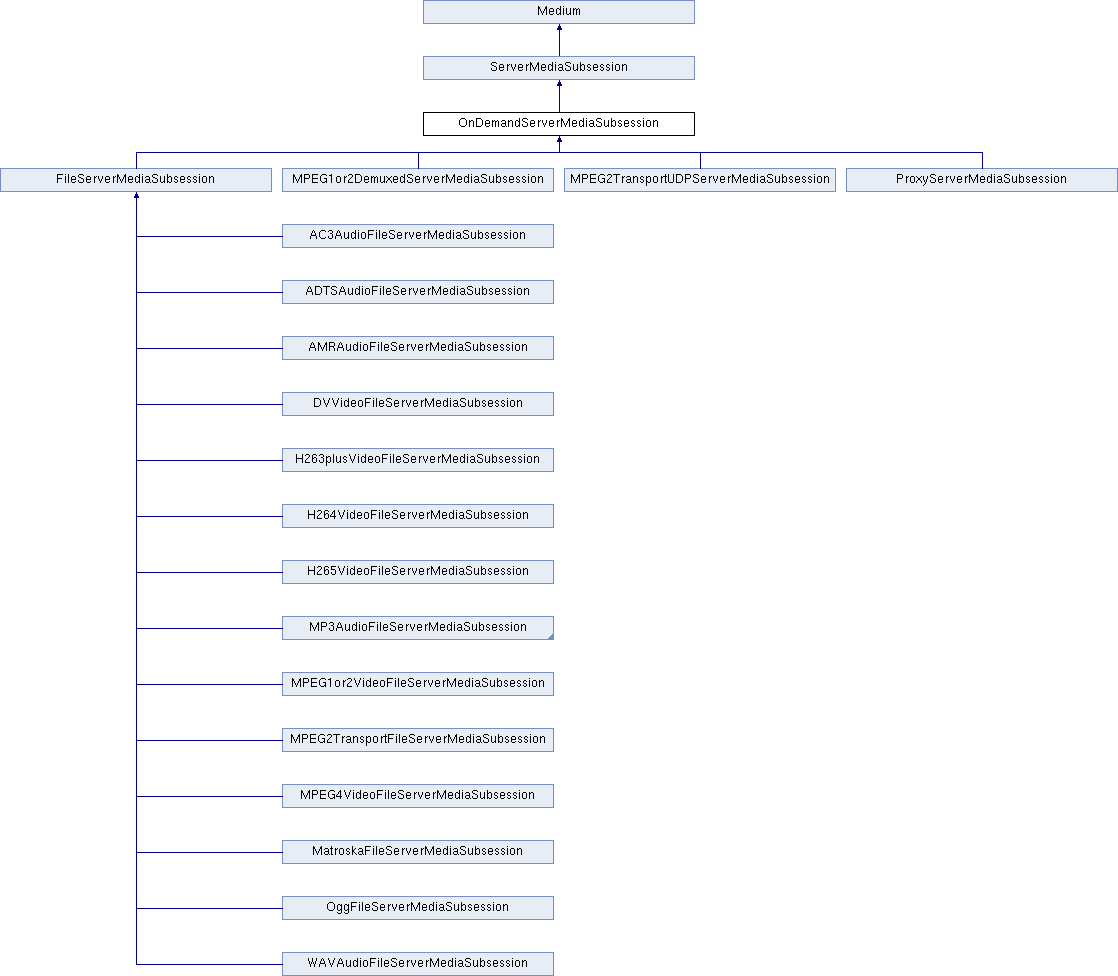 Medium
ServerMediaSubsession
OnDemandServerMediaSubsession
FileServerMediaSubsession
MPEG1or2DemuxedServerMediaSubsession
MPEG2TransportUDPServerMediaSubsession
ProxyServerMediaSubsession
AC3AudioFileServerMediaSubsession
ADTSAudioFileServerMediaSubsession
AMRAudioFileServerMediaSubsession
DVVideoFileServerMediaSubsession
H263plusVideoFileServerMediaSubsession
H264VideoFileServerMediaSubsession
H265VideoFileServerMediaSubsession
MP3AudioFileServerMediaSubsession
MPEG1or2VideoFileServerMediaSubsession
MPEG2TransportFileServerMediaSubsession
MPEG4VideoFileServerMediaSubsession
MatroskaFileServerMediaSubsession
OggFileServerMediaSubsession
WAVAudioFileServerMediaSubsession